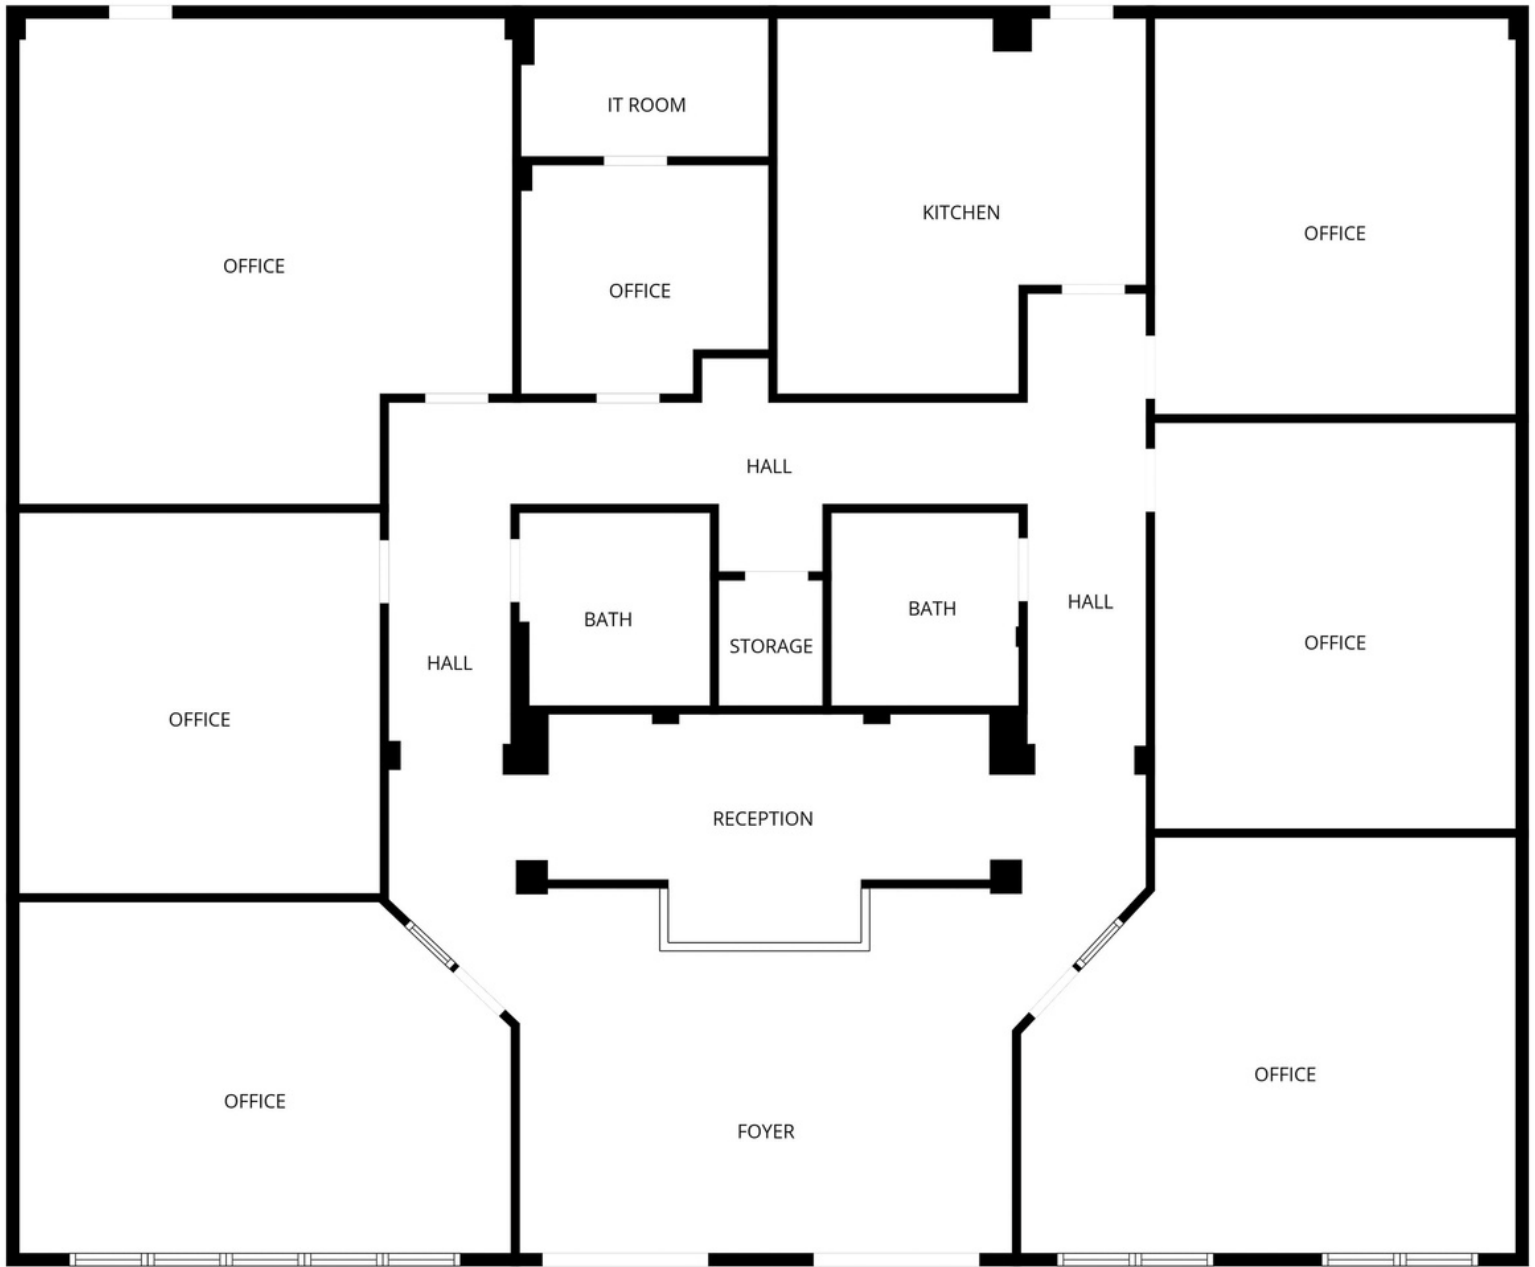 IT ROOM
KITCHEN
OFFICE
OFFICE
OFFICE
HALL
HALL
BATH
BATH
OFFICE
STORAGE
HALL
OFFICE
RECEPTION
OFFICE
OFFICE
FOYER